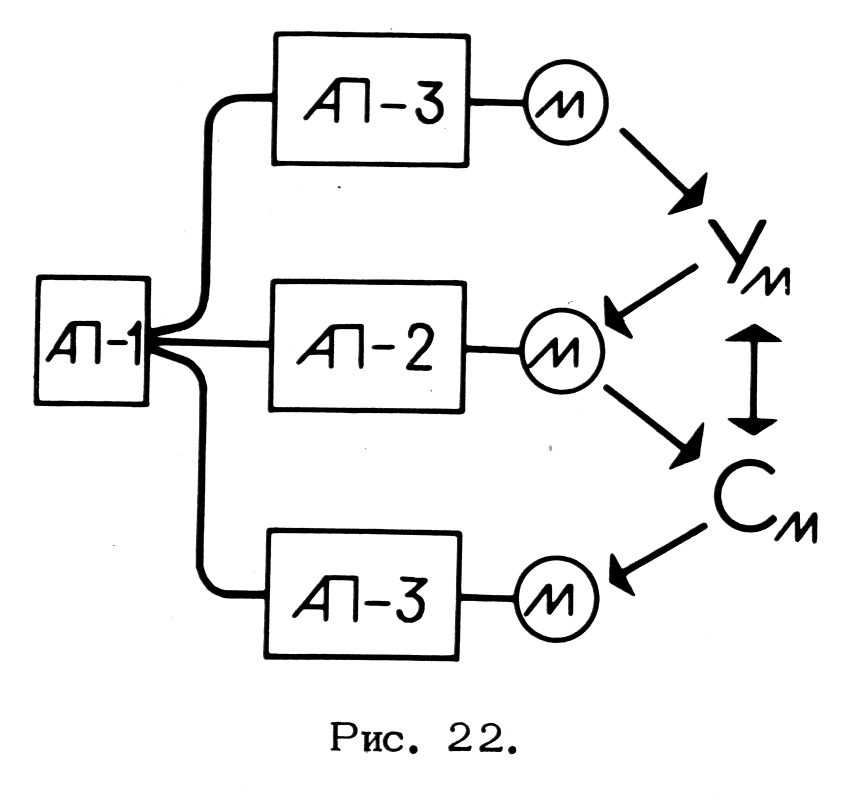 АП-3 м
Ум
АП-1 АП-2 м
См
АП-3 м
Рис. 22.